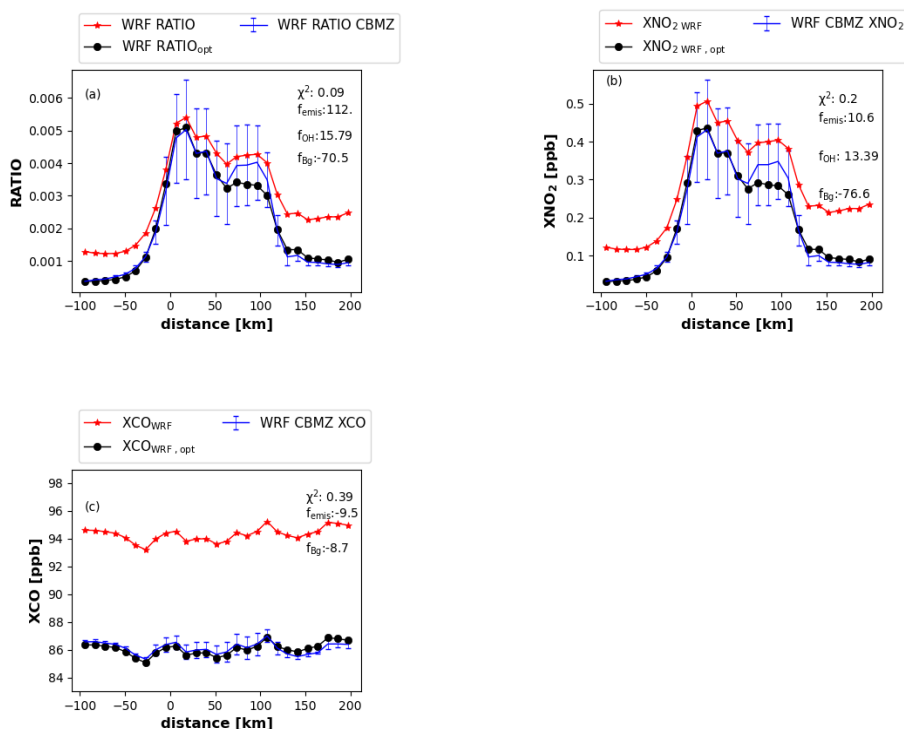 WRF RATIO
WRF RATIO CBMZ
WRF RATIOopt
(a)
χ²: 0.09
femis:112.
fOH:15.79
fBg:-70.5
0.006
0.005
0.004
0.003
0.002
0.001
RATIO
−100 −50 0 50 100 150 200
distance [km]
XNO₂ WRF
WRF CBMZ XNO₂
XNO₂ WRF , opt
(b)
χ²: 0.2
femis:10.6
fOH: 13.39
fBg:-76.6
0.5
0.4
0.3
0.2
0.1
XNO₂ [ppb]
−100 −50 0 50 100 150 200
distance [km]
XCOWRF
WRF CBMZ XCO
XCOWRF , opt
(c)
χ²: 0.39
femis:-9.5
fBg:-8.7
98
96
94
92
90
88
86
84
XCO [ppb]
−100 −50 0 50 100 150 200
distance [km]